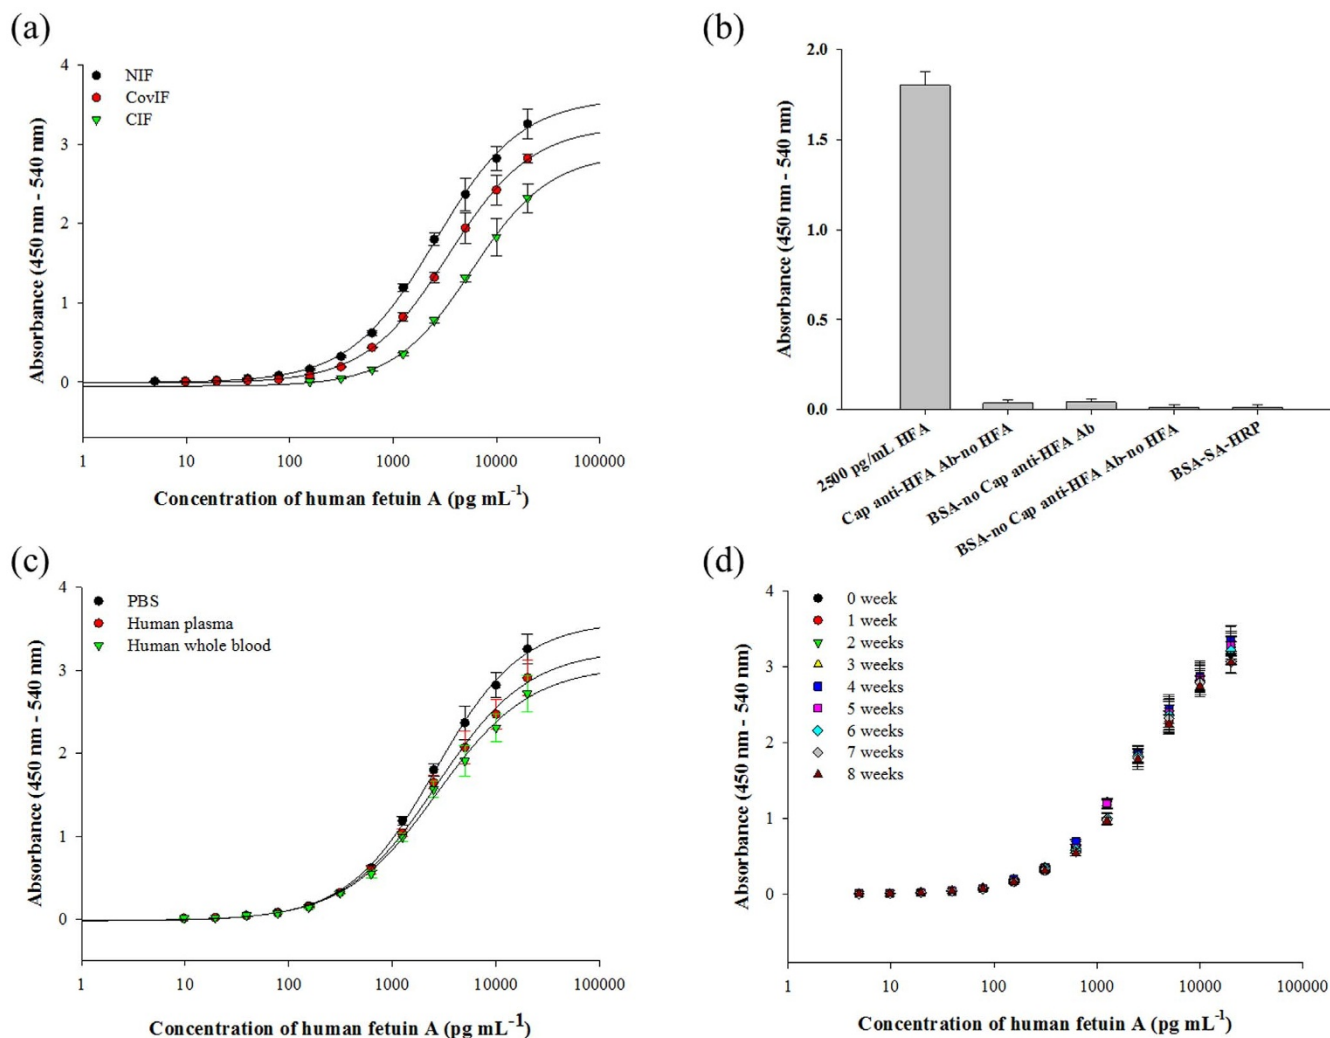 (a)
4
3
2
1
0
NIF
CovIF
CIF
Absorbance (450 nm - 540 nm)
1 10 100 1000 10000 100000
Concentration of human fetuin A (pg mL⁻¹)
(b)
2.0
1.5
1.0
0.5
0.0
Absorbance (450 nm - 540 nm)
2500 pg/mL HFA
Cap anti-HFA Ab-no HFA
BSA-no Cap anti-HFA Ab
BSA-no Cap anti-HFA Ab-no HFA
BSA-SA-HRP
(c)
4
3
2
1
0
PBS
Human plasma
Human whole blood
Absorbance (450 nm - 540 nm)
1 10 100 1000 10000 100000
Concentration of human fetuin A (pg mL⁻¹)
(d)
4
3
2
1
0
0 week
1 week
2 weeks
3 weeks
4 weeks
5 weeks
6 weeks
7 weeks
8 weeks
Absorbance (450 nm - 540 nm)
1 10 100 1000 10000 100000
Concentration of human fetuin A (pg mL⁻¹)